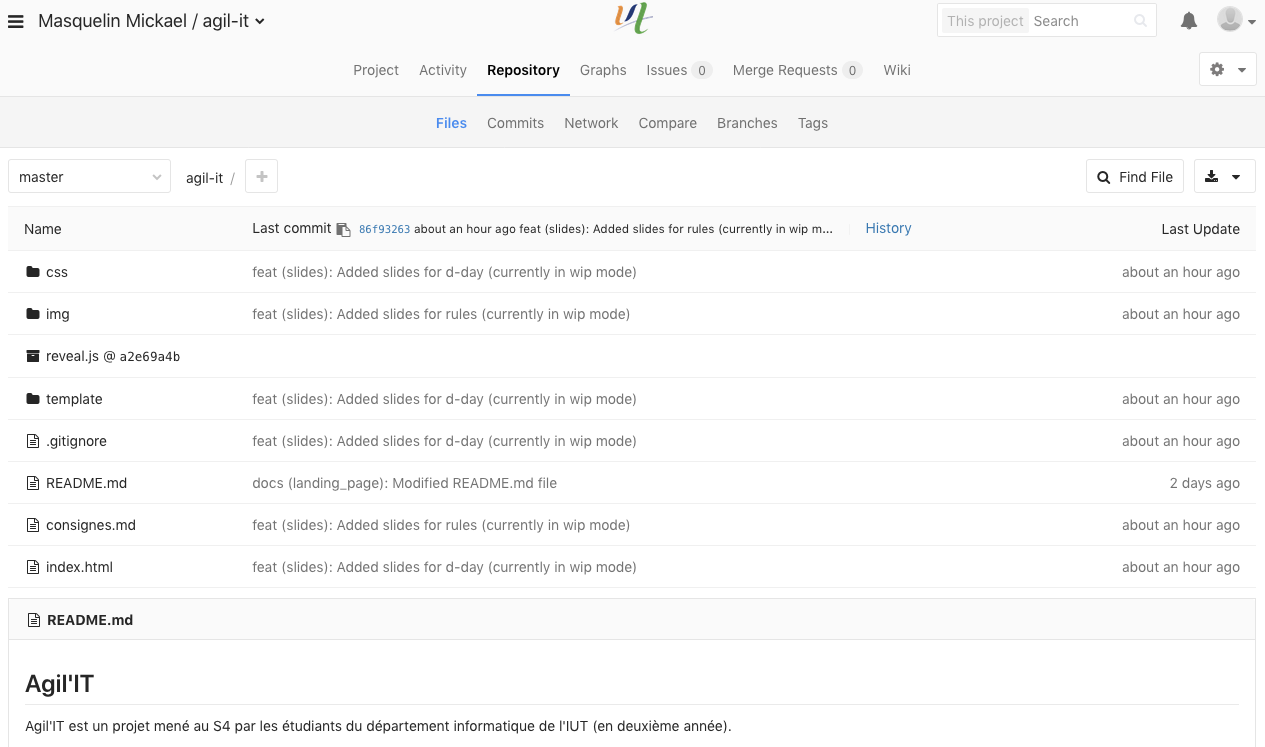 Masquelin Mickael / agil-it
This project Search
Project Activity Repository Graphs Issues 0 Merge Requests 0 Wiki
Files Commits Network Compare Branches Tags
master agil-it / + Find File
Name Last commit 86f93263 about an hour ago feat (slides): Added slides for rules (currently in wip m... History Last Update
css feat (slides): Added slides for d-day (currently in wip mode) about an hour ago
img feat (slides): Added slides for rules (currently in wip mode) about an hour ago
reveal.js @ a2e69a4b
template feat (slides): Added slides for d-day (currently in wip mode) about an hour ago
.gitignore feat (slides): Added slides for d-day (currently in wip mode) about an hour ago
README.md docs (landing_page): Modified README.md file 2 days ago
consignes.md feat (slides): Added slides for rules (currently in wip mode) about an hour ago
index.html feat (slides): Added slides for d-day (currently in wip mode) about an hour ago
README.md
Agil'IT
Agil'IT est un projet mené au S4 par les étudiants du département informatique de l'IUT (en deuxième année).